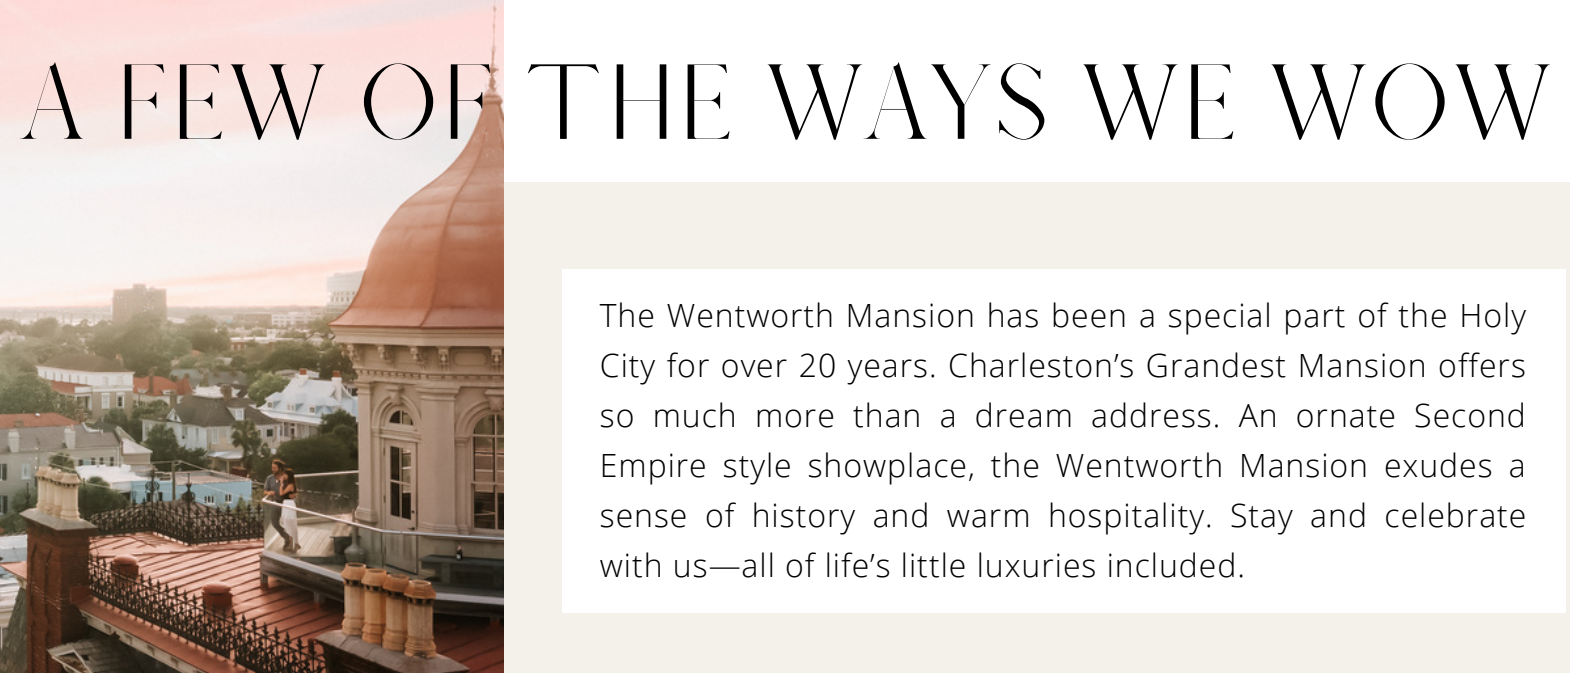 A FEW OF THE WAYS WE WOW
The Wentworth Mansion has been a special part of the Holy
City for over 20 years. Charleston’s Grandest Mansion offers
so much more than a dream address. An ornate Second
Empire style showplace, the Wentworth Mansion exudes a
sense of history and warm hospitality. Stay and celebrate
with us—all of life’s little luxuries included.